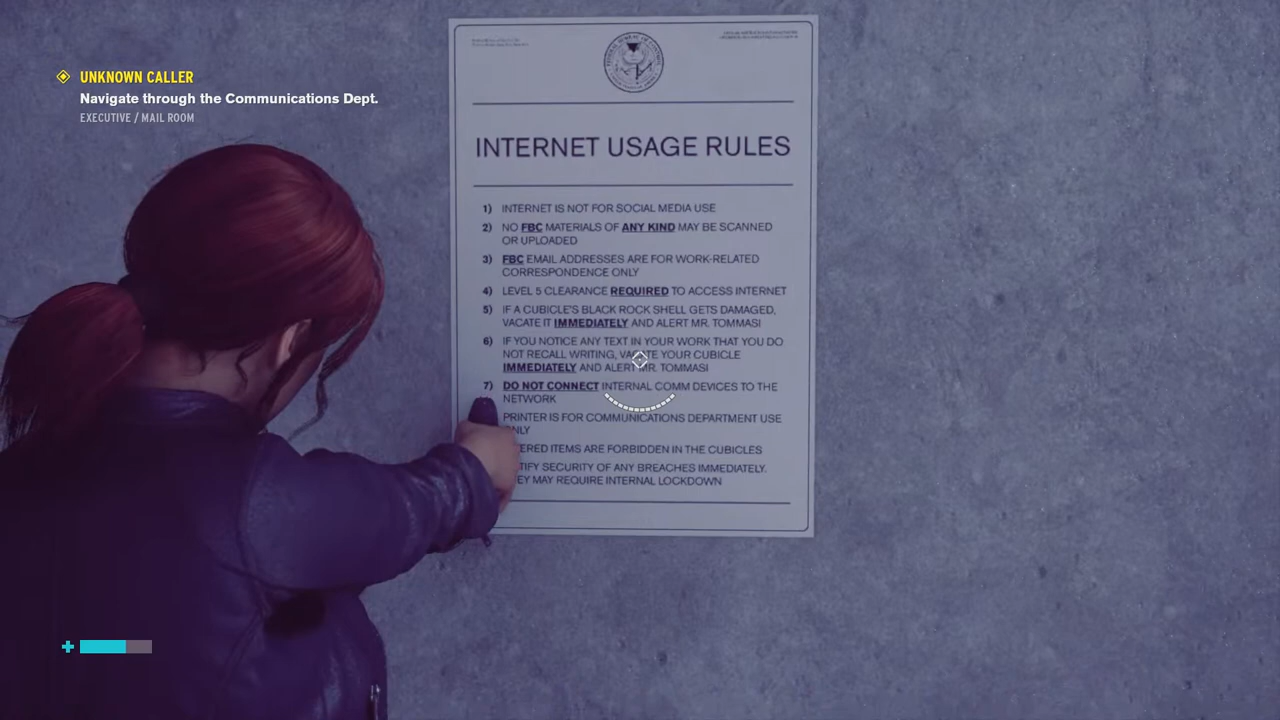 UNKNOWN CALLER
Navigate through the Communications Dept.
EXECUTIVE / MAIL ROOM
INTERNET USAGE RULES
1) INTERNET IS NOT FOR SOCIAL MEDIA USE
2) NO FBC MATERIALS OF ANY KIND MAY BE SCANNED
OR UPLOADED
3) FBC EMAIL ADDRESSES ARE FOR WORK-RELATED
CORRESPONDENCE ONLY
4) LEVEL 5 CLEARANCE REQUIRED TO ACCESS INTERNET
5) IF A CUBICLE'S BLACK ROCK SHELL GETS DAMAGED,
VACATE IT IMMEDIATELY AND ALERT MR. TOMMASI
6) IF YOU NOTICE ANY TEXT IN YOUR WORK THAT YOU DO
NOT RECALL WRITING, VACATE YOUR CUBICLE
IMMEDIATELY AND ALERT MR. TOMMASI
7) DO NOT CONNECT INTERNAL COMM DEVICES TO THE
NETWORK
PRINTER IS FOR COMMUNICATIONS DEPARTMENT USE
ONLY
ERED ITEMS ARE FORBIDDEN IN THE CUBICLES
TIFY SECURITY OF ANY BREACHES IMMEDIATELY.
EY MAY REQUIRE INTERNAL LOCKDOWN